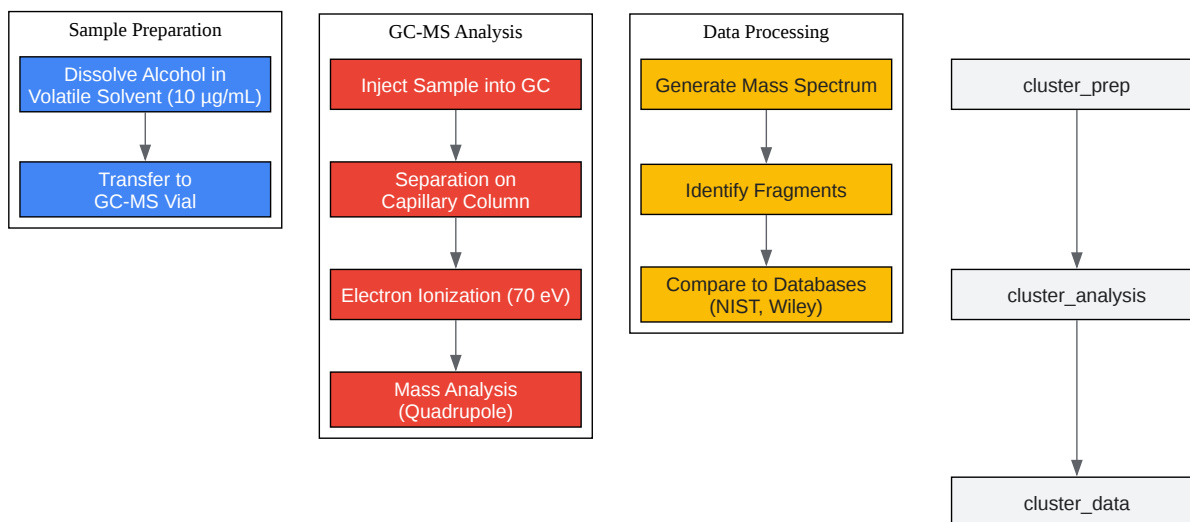 Sample Preparation
Dissolve Alcohol in
Volatile Solvent (10 µg/mL)
Transfer to
GC-MS Vial
GC-MS Analysis
Inject Sample into GC
Separation on
Capillary Column
Electron Ionization (70 eV)
Mass Analysis
(Quadrupole)
Data Processing
Generate Mass Spectrum
Identify Fragments
Compare to Databases
(NIST, Wiley)
cluster_prep
cluster_analysis
cluster_data